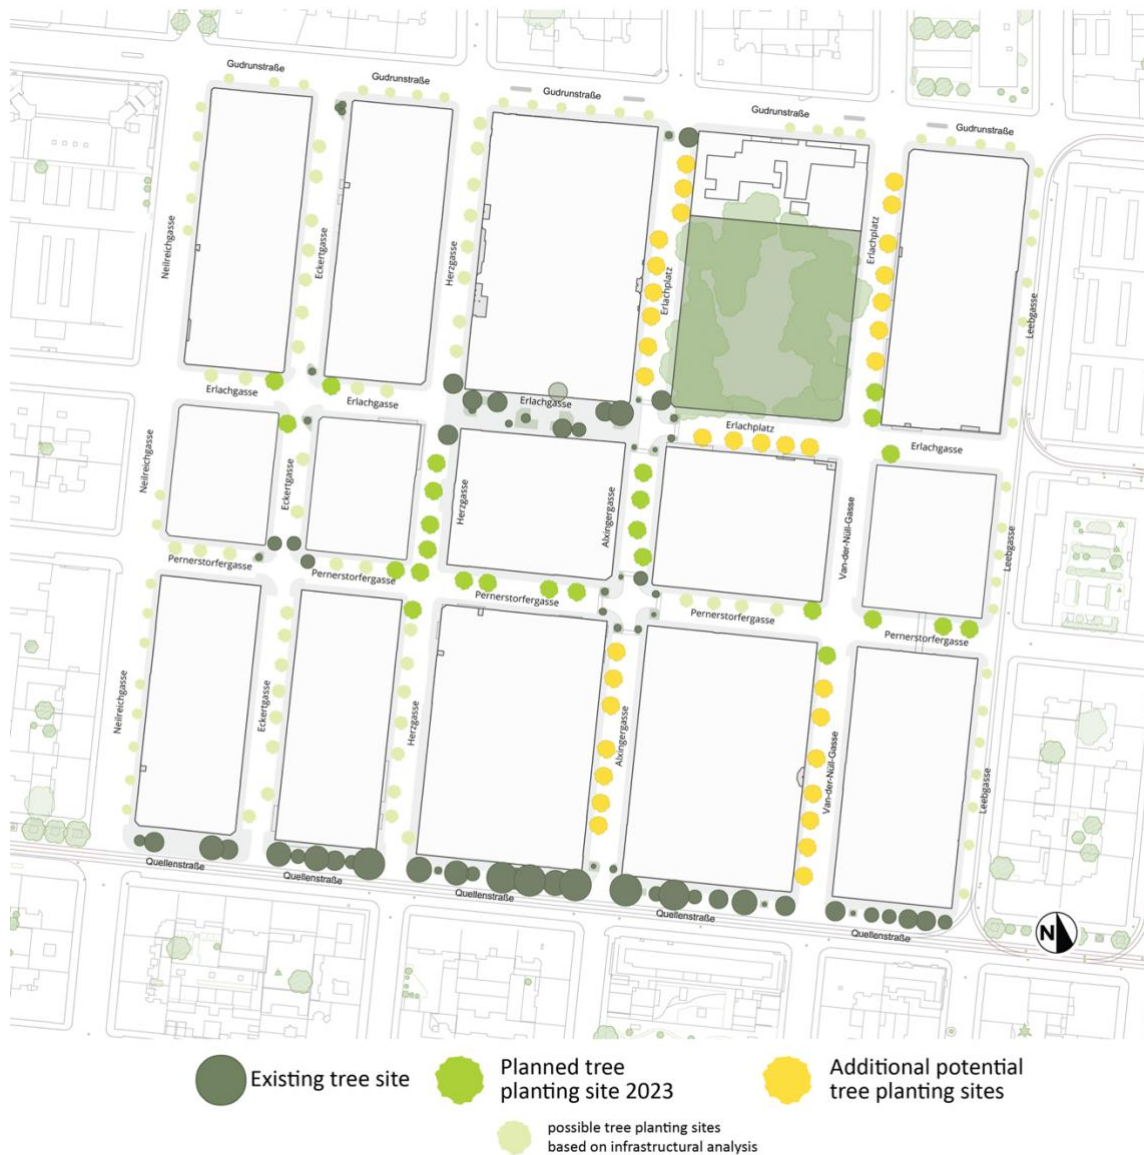 Gudrunstraße
Gudrunstraße
Gudrunstraße
Gudrunstraße
Gudrunstraße
Neilreichgasse
Eckertgasse
Herzgasse
Erlachplatz
Erlachplatz
Leebgasse
Erlachgasse
Erlachgasse
Erlachgasse
Erlachplatz
Erlachgasse
Neilreichgasse
Eckertgasse
Herzgasse
Alxingergasse
Van-der-Nüll-Gasse
Leebgasse
Pernerstorfergasse
Pernerstorfergasse
Pernerstorfergasse
Pernerstorfergasse
Pernerstorfergasse
Neilreichgasse
Eckertgasse
Herzgasse
Alxingergasse
Van-der-Nüll-Gasse
Leebgasse
Quellenstraße
Quellenstraße
Quellenstraße
Quellenstraße
Quellenstraße
N
Existing tree site
Planned tree
planting site 2023
Additional potential
tree planting sites
possible tree planting sites
based on infrastructural analysis